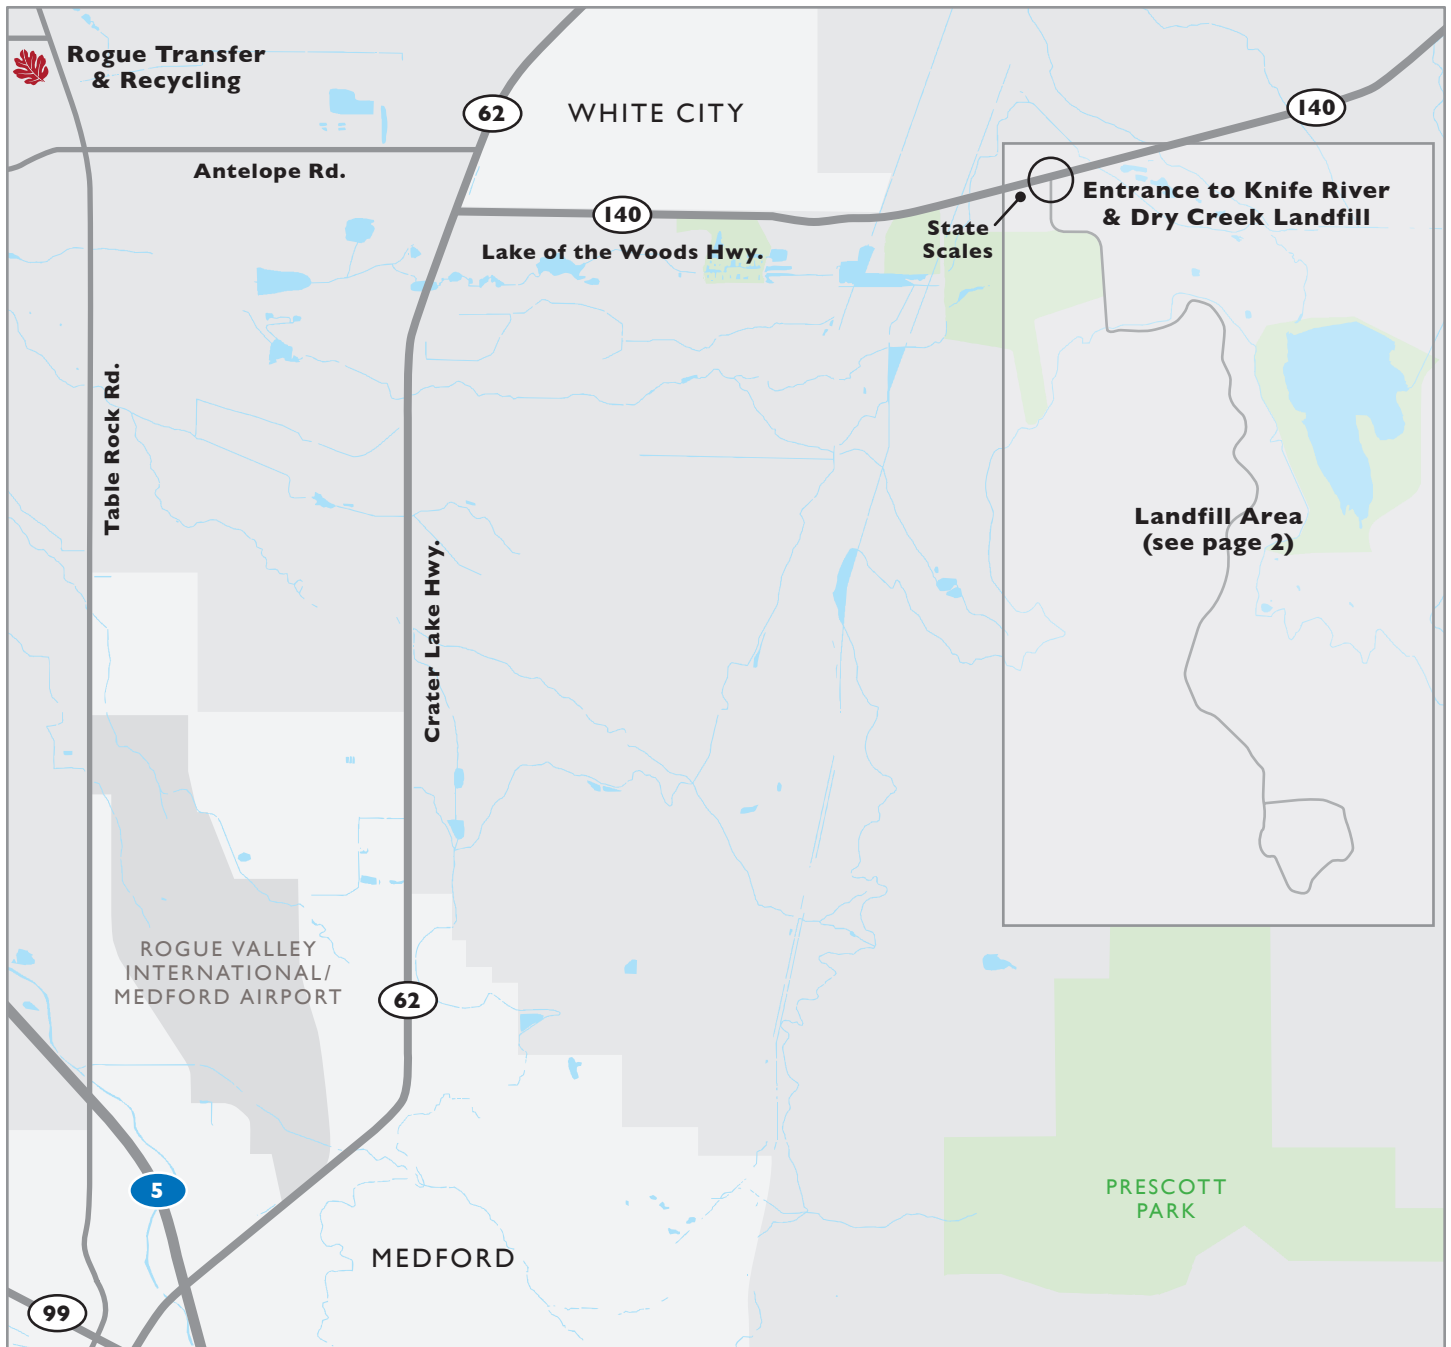 Rogue Transfer
& Recycling
62
WHITE CITY
140
Antelope Rd.
140
Lake of the Woods Hwy.
State
Scales
Entrance to Knife River
& Dry Creek Landfill
Table Rock Rd.
Crater Lake Hwy.
Landfill Area
(see page 2)
ROGUE VALLEY
INTERNATIONAL/
MEDFORD AIRPORT
62
5
PRESCOTT
PARK
MEDFORD
99